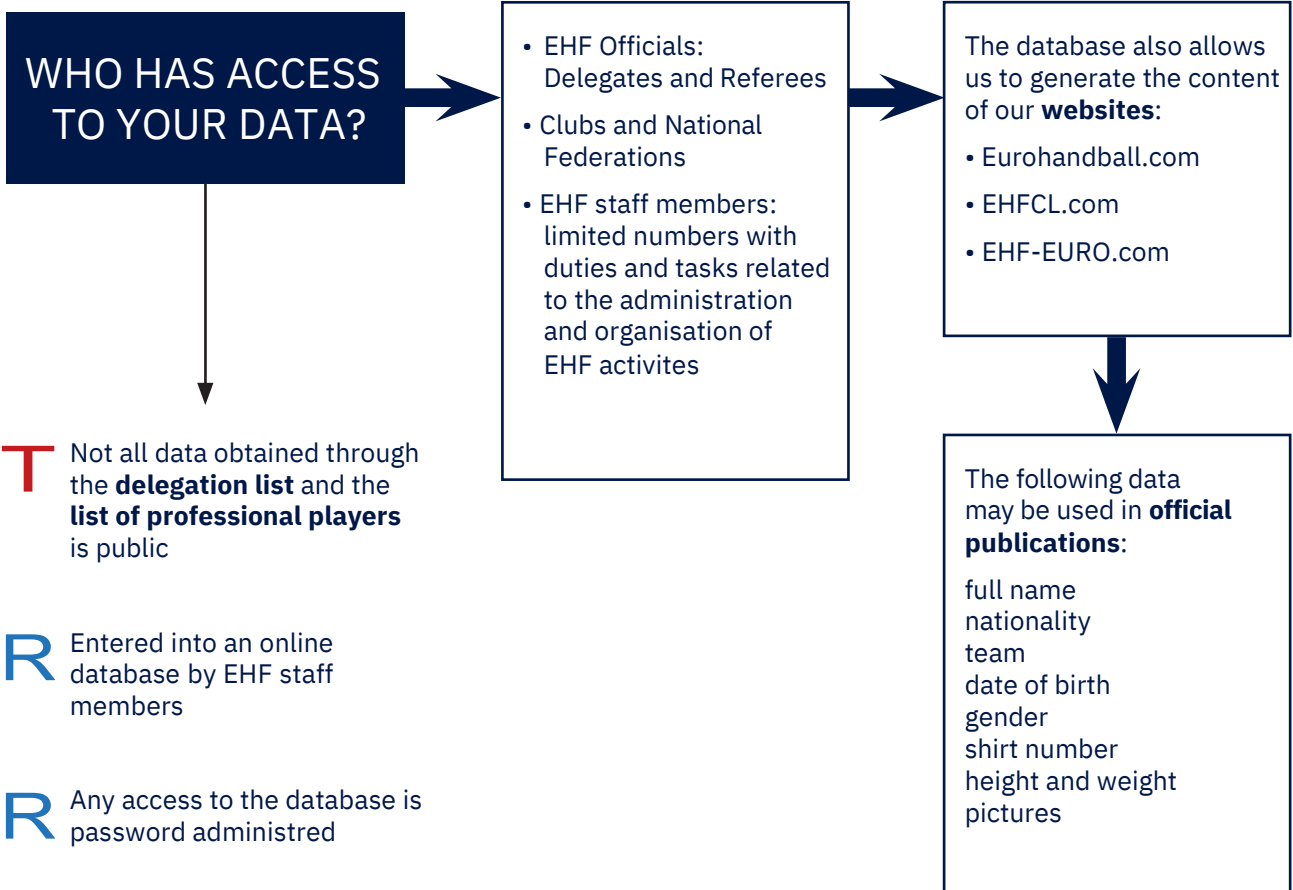 WHO HAS ACCESS
TO YOUR DATA?
• EHF Officials:
Delegates and Referees
• Clubs and National
Federations
• EHF staff members:
limited numbers with
duties and tasks related
to the administration
and organisation of
EHF activites
The database also allows
us to generate the content
of our websites:
• Eurohandball.com
• EHFCL.com
• EHF-EURO.com
T Not all data obtained through
the delegation list and the
list of professional players
is public
R Entered into an online
database by EHF staff
members
R Any access to the database is
password administred
The following data
may be used in official
publications:
full name
nationality
team
date of birth
gender
shirt number
height and weight
pictures